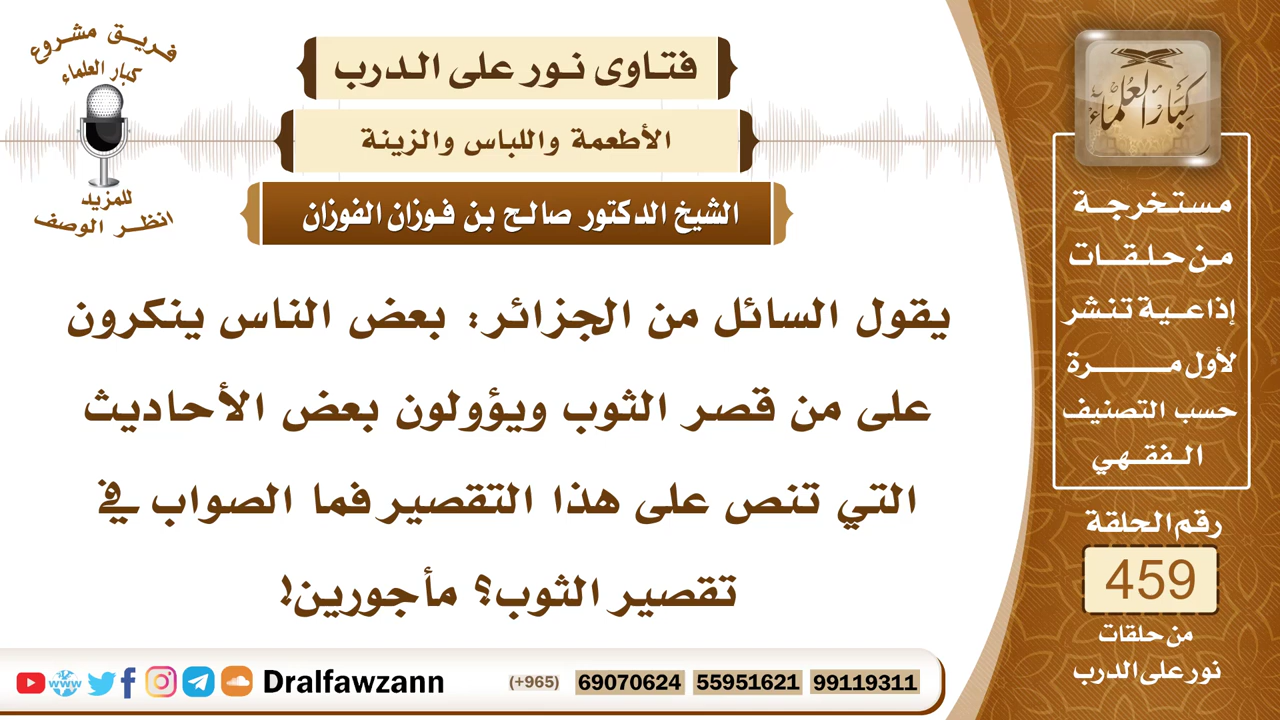 فريق مشروع
كبار العلماء
للمزيد
انظر الوصف
فتاوى نور على الدرب
الأطعمة واللباس والزينة
الشيخ الدكتور صالح بن فوزان الفوزان
يقول السائل من الجزائر: بعض الناس ينكرون
على من قصر الثوب ويؤولون بعض الأحاديث
التي تنص على هذا التقصير فما الصواب في
تقصير الثوب؟ مأجورين!
كبار العلماء
مستخرجة
من حلقات
إذاعية تنشر
لأول مرة
حسب التصنيف
الفقهي
رقم الحلقة
459
من حلقات
نور على الدرب
www
Dralfawzann
(+965) 69070624 55951621 99119311